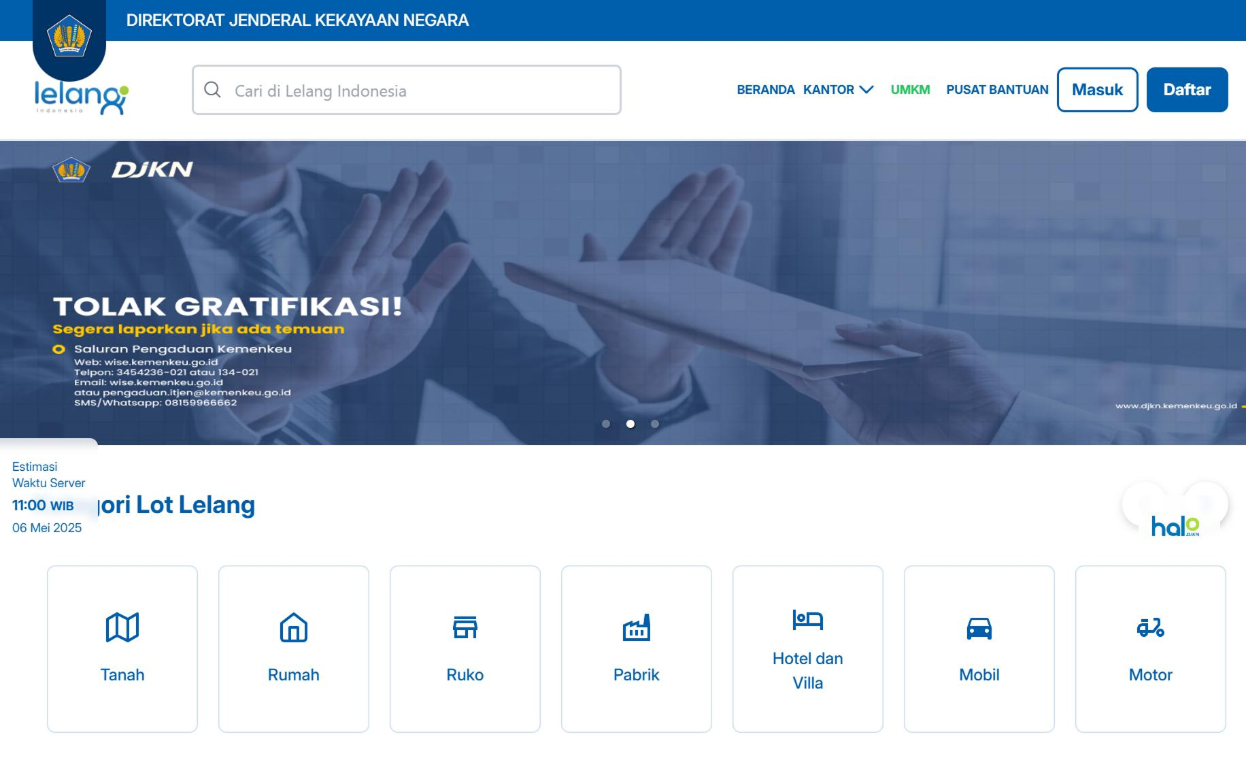 DIREKTORAT JENDERAL KEKAYAAN NEGARA
lelang
Indonesia
Cari di Lelang Indonesia
BERANDA KANTOR UMKM PUSAT BANTUAN Masuk Daftar
DJKN
TOLAK GRATIFIKASI!
Segera laporkan jika ada temuan
Saluran Pengaduan Kemenkeu
Web: wise.kemenkeu.go.id
Telpon: 3454236-021 atau 134-021
Email: wise.kemenkeu.go.id
atau pengaduan.itjen@kemenkeu.go.id
SMS/Whatsapp: 08159966662
www.djkn.kemenkeu.go.id
Estimasi
Waktu Server
11:00 WIB
06 Mei 2025
gori Lot Lelang
halo
DJKN
Tanah
Rumah
Ruko
Pabrik
Hotel dan
Villa
Mobil
Motor